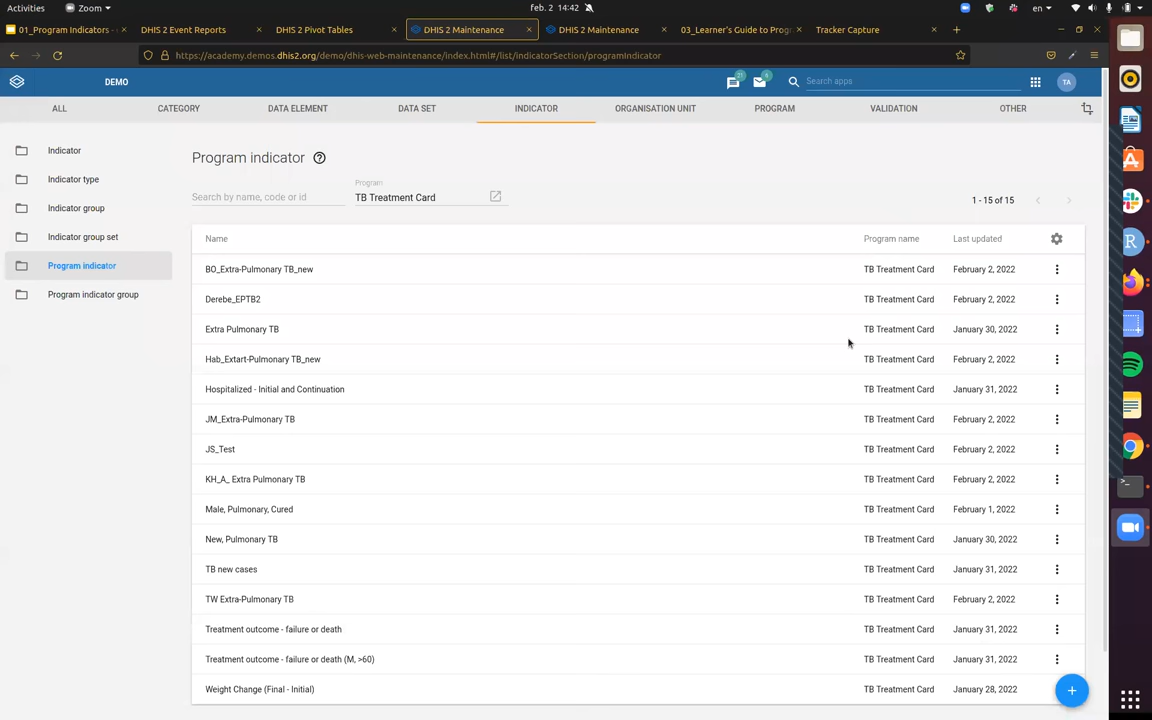 Activities Zoom feb. 2 14:42 en
01_Program Indicators - DHIS 2 Event Reports DHIS 2 Pivot Tables DHIS 2 Maintenance DHIS 2 Maintenance 03_Learner's Guide to Prog Tracker Capture
https://academy.demos.dhis2.org/demo/dhis-web-maintenance/index.html#/list/indicatorSection/programIndicator
DEMO Search apps TA
ALL CATEGORY DATA ELEMENT DATA SET INDICATOR ORGANISATION UNIT PROGRAM VALIDATION OTHER
Indicator
Indicator type
Indicator group
Indicator group set
Program indicator
Program indicator group
Program indicator
Program
Search by name, code or id TB Treatment Card
1 - 15 of 15
Name Program name Last updated
BO_Extra-Pulmonary TB_new TB Treatment Card February 2, 2022
Derebe_EPTB2 TB Treatment Card February 2, 2022
Extra Pulmonary TB TB Treatment Card January 30, 2022
Hab_Extart-Pulmonary TB_new TB Treatment Card February 2, 2022
Hospitalized - Initial and Continuation TB Treatment Card January 31, 2022
JM_Extra-Pulmonary TB TB Treatment Card February 2, 2022
JS_Test TB Treatment Card February 2, 2022
KH_A_ Extra Pulmonary TB TB Treatment Card February 2, 2022
Male, Pulmonary, Cured TB Treatment Card February 1, 2022
New, Pulmonary TB TB Treatment Card January 30, 2022
TB new cases TB Treatment Card January 31, 2022
TW Extra-Pulmonary TB TB Treatment Card February 2, 2022
Treatment outcome - failure or death TB Treatment Card January 31, 2022
Treatment outcome - failure or death (M, >60) TB Treatment Card January 31, 2022
Weight Change (Final - Initial) TB Treatment Card January 28, 2022